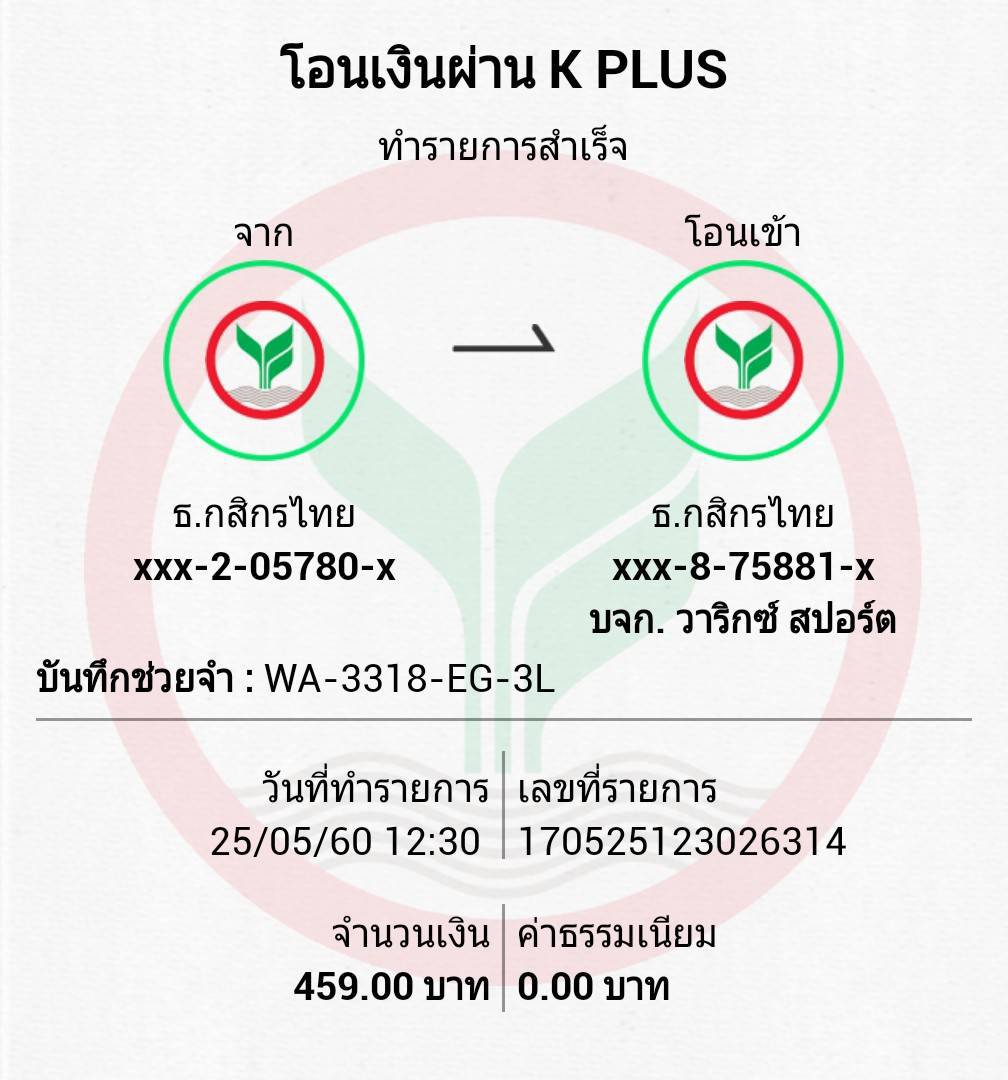 โอนเงินผ่าน K PLUS
ทำรายการสำเร็จ
จาก
โอนเข้า
ธ.กสิกรไทย
xxx-2-05780-x
ธ.กสิกรไทย
xxx-8-75881-x
บจก. วาริกซ์ สปอร์ต
บันทึกช่วยจำ : WA-3318-EG-3L
วันที่ทำรายการ
25/05/60 12:30
เลขที่รายการ
170525123026314
จำนวนเงิน
459.00 บาท
ค่าธรรมเนียม
0.00 บาท